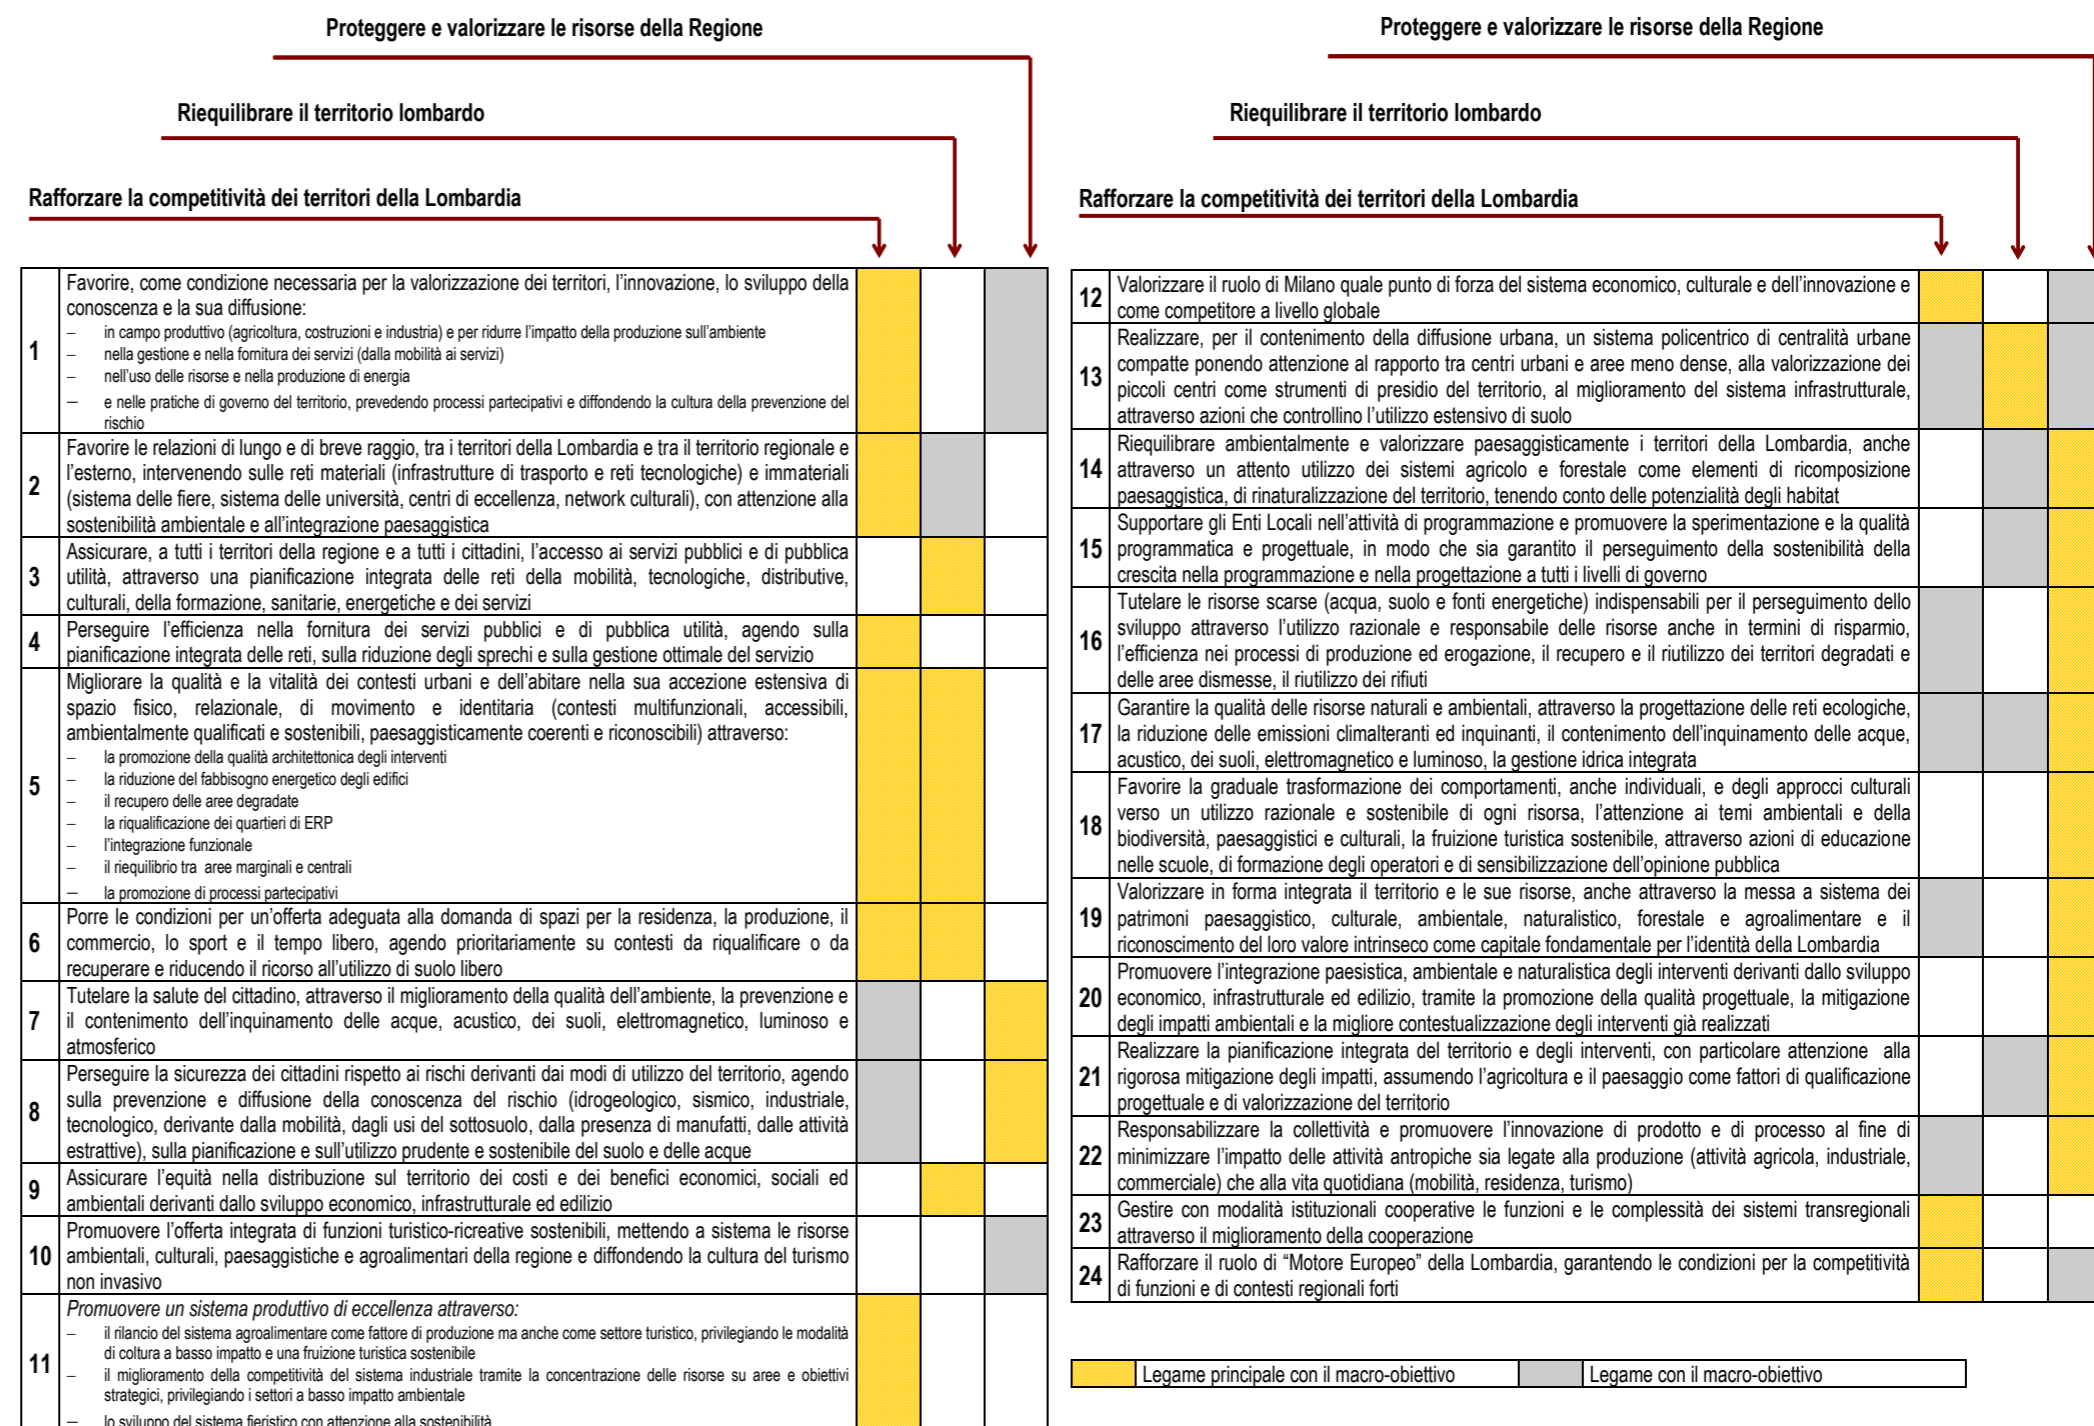 Proteggere e valorizzare le risorse della Regione
Riequilibrare il territorio lombardo
Rafforzare la competitività dei territori della Lombardia
1
Favorire, come condizione necessaria per la valorizzazione dei territori, l’innovazione, lo sviluppo della
conoscenza e la sua diffusione:
– in campo produttivo (agricoltura, costruzioni e industria) e per ridurre l’impatto della produzione sull’ambiente
– nella gestione e nella fornitura dei servizi (dalla mobilità ai servizi)
– nell’uso delle risorse e nella produzione di energia
– e nelle pratiche di governo del territorio, prevedendo processi partecipativi e diffondendo la cultura della prevenzione del
rischio
2
Favorire le relazioni di lungo e di breve raggio, tra i territori della Lombardia e tra il territorio regionale e
l’esterno, intervenendo sulle reti materiali (infrastrutture di trasporto e reti tecnologiche) e immateriali
(sistema delle fiere, sistema delle università, centri di eccellenza, network culturali), con attenzione alla
sostenibilità ambientale e all’integrazione paesaggistica
3
Assicurare, a tutti i territori della regione e a tutti i cittadini, l’accesso ai servizi pubblici e di pubblica
utilità, attraverso una pianificazione integrata delle reti della mobilità, tecnologiche, distributive,
culturali, della formazione, sanitarie, energetiche e dei servizi
4
Perseguire l’efficienza nella fornitura dei servizi pubblici e di pubblica utilità, agendo sulla
pianificazione integrata delle reti, sulla riduzione degli sprechi e sulla gestione ottimale del servizio
5
Migliorare la qualità e la vitalità dei contesti urbani e dell’abitare nella sua accezione estensiva di
spazio fisico, relazionale, di movimento e identitaria (contesti multifunzionali, accessibili,
ambientalmente qualificati e sostenibili, paesaggisticamente coerenti e riconoscibili) attraverso:
– la promozione della qualità architettonica degli interventi
– la riduzione del fabbisogno energetico degli edifici
– il recupero delle aree degradate
– la riqualificazione dei quartieri di ERP
– l’integrazione funzionale
– il riequilibrio tra aree marginali e centrali
– la promozione di processi partecipativi
6
Porre le condizioni per un’offerta adeguata alla domanda di spazi per la residenza, la produzione, il
commercio, lo sport e il tempo libero, agendo prioritariamente su contesti da riqualificare o da
recuperare e riducendo il ricorso all’utilizzo di suolo libero
7
Tutelare la salute del cittadino, attraverso il miglioramento della qualità dell’ambiente, la prevenzione e
il contenimento dell’inquinamento delle acque, acustico, dei suoli, elettromagnetico, luminoso e
atmosferico
8
Perseguire la sicurezza dei cittadini rispetto ai rischi derivanti dai modi di utilizzo del territorio, agendo
sulla prevenzione e diffusione della conoscenza del rischio (idrogeologico, sismico, industriale,
tecnologico, derivante dalla mobilità, dagli usi del sottosuolo, dalla presenza di manufatti, dalle attività
estrattive), sulla pianificazione e sull’utilizzo prudente e sostenibile del suolo e delle acque
9
Assicurare l’equità nella distribuzione sul territorio dei costi e dei benefici economici, sociali ed
ambientali derivanti dallo sviluppo economico, infrastrutturale ed edilizio
10
Promuovere l’offerta integrata di funzioni turistico-ricreative sostenibili, mettendo a sistema le risorse
ambientali, culturali, paesaggistiche e agroalimentari della regione e diffondendo la cultura del turismo
non invasivo
11
Promuovere un sistema produttivo di eccellenza attraverso:
– il rilancio del sistema agroalimentare come fattore di produzione ma anche come settore turistico, privilegiando le modalità
di coltura a basso impatto e una fruizione turistica sostenibile
– il miglioramento della competitività del sistema industriale tramite la concentrazione delle risorse su aree e obiettivi
strategici, privilegiando i settori a basso impatto ambientale
– lo sviluppo del sistema fieristico con attenzione alla sostenibilità
Proteggere e valorizzare le risorse della Regione
Riequilibrare il territorio lombardo
Rafforzare la competitività dei territori della Lombardia
12
Valorizzare il ruolo di Milano quale punto di forza del sistema economico, culturale e dell’innovazione e
come competitore a livello globale
13
Realizzare, per il contenimento della diffusione urbana, un sistema policentrico di centralità urbane
compatte ponendo attenzione al rapporto tra centri urbani e aree meno dense, alla valorizzazione dei
piccoli centri come strumenti di presidio del territorio, al miglioramento del sistema infrastrutturale,
attraverso azioni che controllino l’utilizzo estensivo di suolo
14
Riequilibrare ambientalmente e valorizzare paesaggisticamente i territori della Lombardia, anche
attraverso un attento utilizzo dei sistemi agricolo e forestale come elementi di ricomposizione
paesaggistica, di rinaturalizzazione del territorio, tenendo conto delle potenzialità degli habitat
15
Supportare gli Enti Locali nell’attività di programmazione e promuovere la sperimentazione e la qualità
programmatica e progettuale, in modo che sia garantito il perseguimento della sostenibilità della
crescita nella programmazione e nella progettazione a tutti i livelli di governo
16
Tutelare le risorse scarse (acqua, suolo e fonti energetiche) indispensabili per il perseguimento dello
sviluppo attraverso l’utilizzo razionale e responsabile delle risorse anche in termini di risparmio,
l’efficienza nei processi di produzione ed erogazione, il recupero e il riutilizzo dei territori degradati e
delle aree dismesse, il riutilizzo dei rifiuti
17
Garantire la qualità delle risorse naturali e ambientali, attraverso la progettazione delle reti ecologiche,
la riduzione delle emissioni climalteranti ed inquinanti, il contenimento dell’inquinamento delle acque,
acustico, dei suoli, elettromagnetico e luminoso, la gestione idrica integrata
18
Favorire la graduale trasformazione dei comportamenti, anche individuali, e degli approcci culturali
verso un utilizzo razionale e sostenibile di ogni risorsa, l’attenzione ai temi ambientali e della
biodiversità, paesaggistici e culturali, la fruizione turistica sostenibile, attraverso azioni di educazione
nelle scuole, di formazione degli operatori e di sensibilizzazione dell’opinione pubblica
19
Valorizzare in forma integrata il territorio e le sue risorse, anche attraverso la messa a sistema dei
patrimoni paesaggistico, culturale, ambientale, naturalistico, forestale e agroalimentare e il
riconoscimento del loro valore intrinseco come capitale fondamentale per l’identità della Lombardia
20
Promuovere l’integrazione paesistica, ambientale e naturalistica degli interventi derivanti dallo sviluppo
economico, infrastrutturale ed edilizio, tramite la promozione della qualità progettuale, la mitigazione
degli impatti ambientali e la migliore contestualizzazione degli interventi già realizzati
21
Realizzare la pianificazione integrata del territorio e degli interventi, con particolare attenzione alla
rigorosa mitigazione degli impatti, assumendo l’agricoltura e il paesaggio come fattori di qualificazione
progettuale e di valorizzazione del territorio
22
Responsabilizzare la collettività e promuovere l’innovazione di prodotto e di processo al fine di
minimizzare l’impatto delle attività antropiche sia legate alla produzione (attività agricola, industriale,
commerciale) che alla vita quotidiana (mobilità, residenza, turismo)
23
Gestire con modalità istituzionali cooperative le funzioni e le complessità dei sistemi transregionali
attraverso il miglioramento della cooperazione
24
Rafforzare il ruolo di “Motore Europeo” della Lombardia, garantendo le condizioni per la competitività
di funzioni e di contesti regionali forti
Legame principale con il macro-obiettivo
Legame con il macro-obiettivo